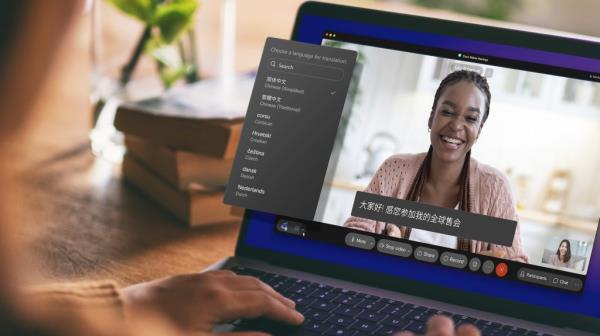 Choose a language for translation:
Search
简体中文
Chinese (Simplified)
繁體中文
Chinese (Traditional)
corsu
Corsican
Hrvatski
Croatian
čeština
Czech
dansk
Danish
Nederlands
Dutch
大家好! 感您参加我的全球售会
Mute
Stop video
Share
Record
Participants
Chat